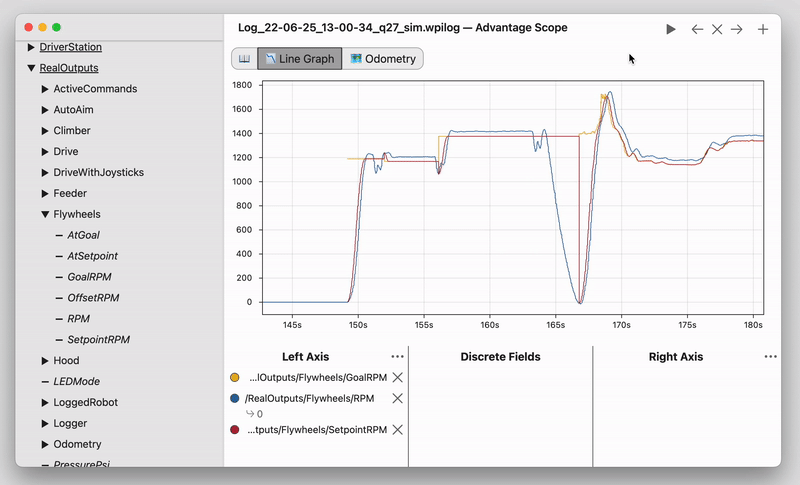 Log_22-06-25_13-00-34_q27_sim.wpilog — Advantage Scope
DriverStation
RealOutputs
ActiveCommands
AutoAim
Climber
Drive
DriveWithJoysticks
Feeder
Flywheels
AtGoal
AtSetpoint
GoalRPM
OffsetRPM
RPM
SetpointRPM
Hood
LEDMode
LoggedRobot
Logger
Odometry
PressurePsi
Line Graph
Odometry
1800
1600
1400
1200
1000
800
600
400
200
0
145s 150s 155s 160s 165s 170s 175s 180s
Left Axis
...lOutputs/Flywheels/GoalRPM
/RealOutputs/Flywheels/RPM
0
...tputs/Flywheels/SetpointRPM
Discrete Fields
Right Axis